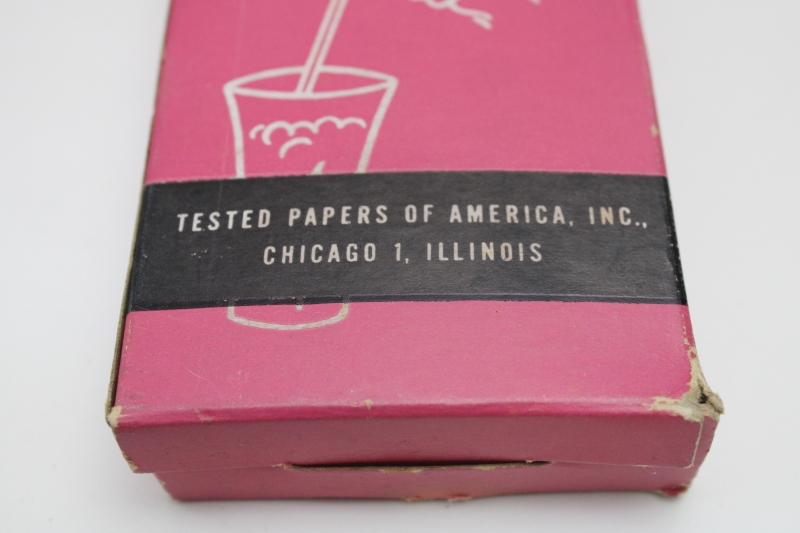 TESTED PAPERS OF AMERICA, INC.,
CHICAGO 1, ILLINOIS